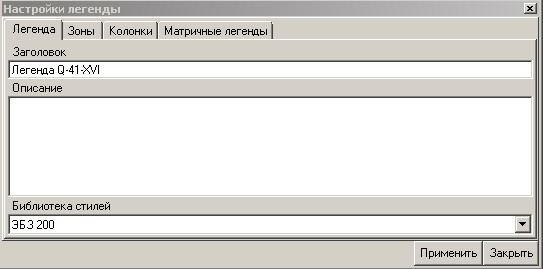 Настройки легенды
Легенда Зоны Колонки Матричные легенды
Заголовок
Легенда Q-41-XVI
Описание
Библиотека стилей
ЭБЗ 200
Применить Закрыть